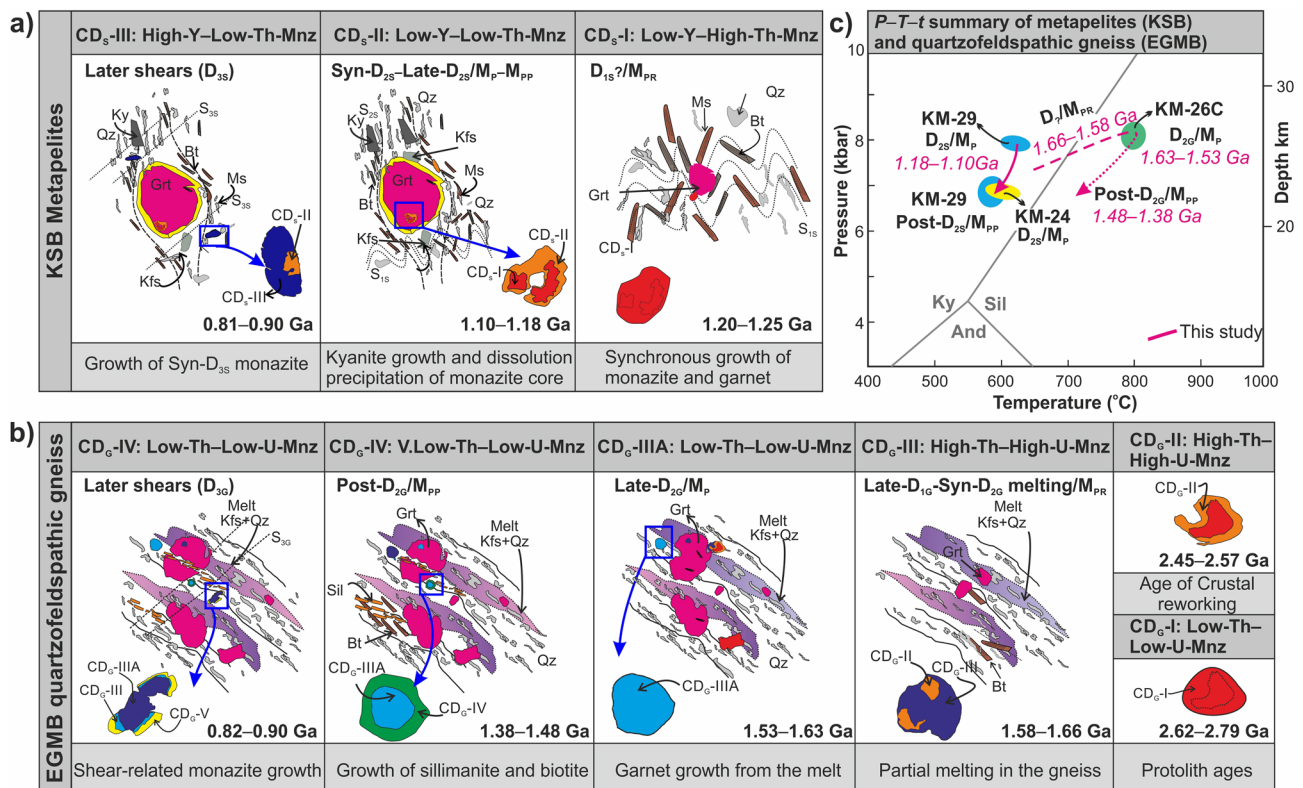 a)
KSB Metapelites
CDS-III: High-Y–Low-Th-Mnz
Later shears (D3S)
Ky
S3S
Qz
Bt
Grt
Ms
S3S
CDS-II
Kfs
CDS-III
0.81–0.90 Ga
Growth of Syn-D3S monazite
CDS-II: Low-Y–Low-Th-Mnz
Syn-D2S–Late-D2S/MP–MPP
Ky
Qz
S2S
Kfs
Grt
Ms
Bt
Qz
Kfs
CDS-II
S1S
CDS-I
1.10–1.18 Ga
Kyanite growth and dissolution
precipitation of monazite core
CDS-I: Low-Y–High-Th-Mnz
D1S?/MPR
Qz
Ms
Bt
Grt
S1S
CDS-I
1.20–1.25 Ga
Synchronous growth of
monazite and garnet
c)
P–T–t summary of metapelites (KSB)
and quartzofeldspathic gneiss (EGMB)
10
8
6
4
Pressure (kbar)
30
20
Depth km
KM-29
D2S/MP
1.18–1.10Ga
D?/MPR
1.66–1.58 Ga
KM-26C
D2G/MP
1.63–1.53 Ga
KM-29
Post-D2S/MPP
KM-24
D2S/MP
Post-D2G/MPP
1.48–1.38 Ga
Ky
Sil
And
This study
400
500
600
700
800
900
1000
Temperature (°C)
b)
EGMB quartzofeldspathic gneiss
CDG-IV: Low-Th–Low-U-Mnz
Later shears (D3G)
Melt
Kfs+Qz
S3G
CDG-IIIA
CDG-III
CDG-V
0.82–0.90 Ga
Shear-related monazite growth
CDG-IV: V.Low-Th–Low-U-Mnz
Post-D2G/MPP
Grt
Melt
Kfs+Qz
Sil
Bt
Qz
CDG-IIIA
CDG-IV
1.38–1.48 Ga
Growth of sillimanite and biotite
CDG-IIIA: Low-Th–Low-U-Mnz
Late-D2G/MP
Grt
Melt
Kfs+Qz
Qz
CDG-IIIA
1.53–1.63 Ga
Garnet growth from the melt
CDG-III: High-Th–High-U-Mnz
Late-D1G-Syn-D2G melting/MPR
Melt
Kfs+Qz
Grt
CDG-II
CDG-III
Bt
1.58–1.66 Ga
Partial melting in the gneiss
CDG-II: High-Th–
High-U-Mnz
CDG-II
2.45–2.57 Ga
Age of Crustal
reworking
CDG-I: Low-Th–
Low-U-Mnz
CDG-I
2.62–2.79 Ga
Protolith ages